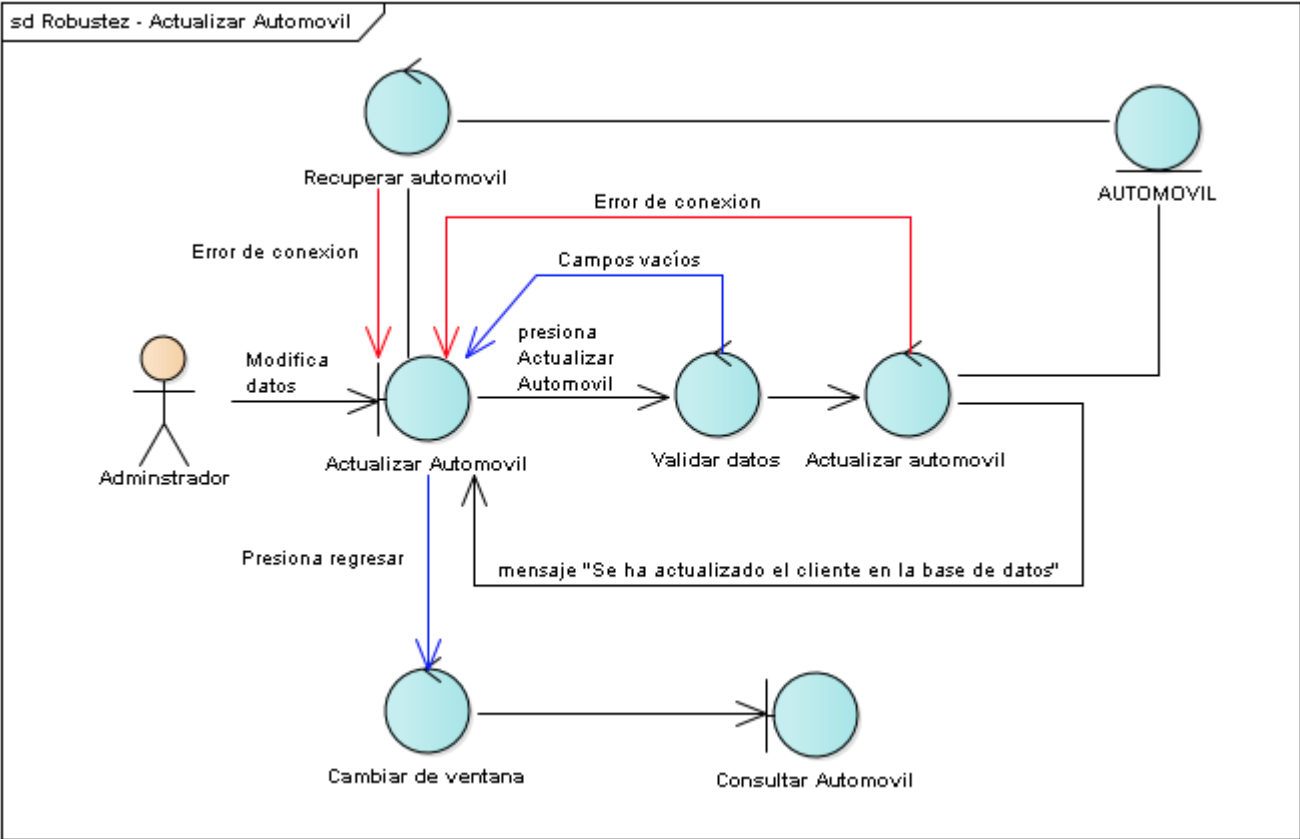 sd Robustez - Actualizar Automovil
Recuperar automovil
AUTOMOVIL
Error de conexion
Error de conexion
Campos vacíos
presiona
Actualizar
Automovil
Modifica
datos
Adminstrador
Actualizar Automovil
Validar datos
Actualizar automovil
Presiona regresar
mensaje "Se ha actualizado el cliente en la base de datos"
Cambiar de ventana
Consultar Automovil